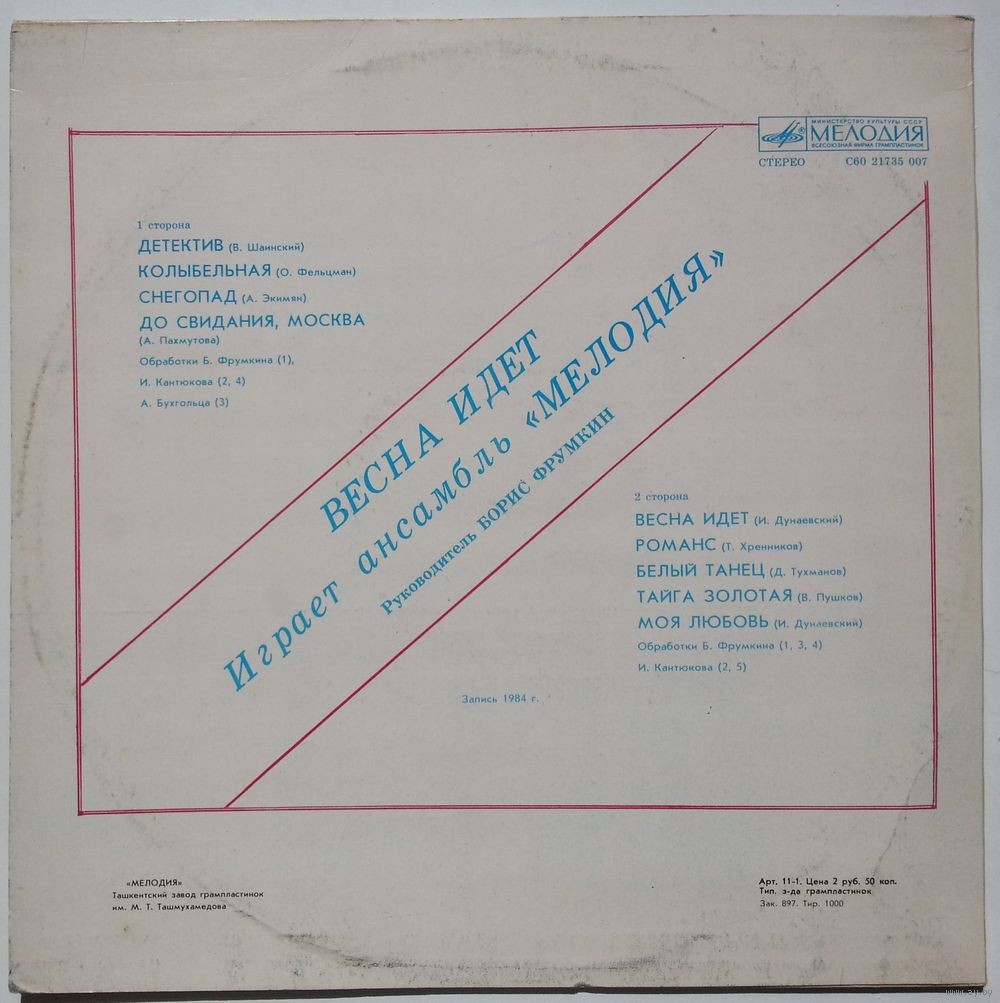 МИНИСТЕРСТВО КУЛЬТУРЫ СССР
МЕЛОДИЯ
ВСЕСОЮЗНАЯ ФИРМА ГРАМПЛАСТИНОК
СТЕРЕО С60 21735 007
1 сторона
ДЕТЕКТИВ (В. Шаинский)
КОЛЫБЕЛЬНАЯ (О. Фельцман)
СНЕГОПАД (А. Экимян)
ДО СВИДАНИЯ, МОСКВА
(А. Пахмутова)
Обработки Б. Фрумкина (1),
И. Кантюкова (2, 4)
А. Бухгольца (3)
ВЕСНА ИДЕТ
Играет ансамбль «МЕЛОДИЯ»
Руководитель БОРИС ФРУМКИН
2 сторона
ВЕСНА ИДЕТ (И. Дунаевский)
РОМАНС (Т. Хренников)
БЕЛЫЙ ТАНЕЦ (Д. Тухманов)
ТАЙГА ЗОЛОТАЯ (В. Пушков)
МОЯ ЛЮБОВЬ (И. Дунаевский)
Обработки Б. Фрумкина (1, 3, 4)
И. Кантюкова (2, 5)
Запись 1984 г.
«МЕЛОДИЯ»
Ташкентский завод грампластинок
им. М. Т. Ташмухамедова
Арт. 11-1. Цена 2 руб. 50 коп.
Тип. з-да грампластинок
Зак. 897. Тир. 1000